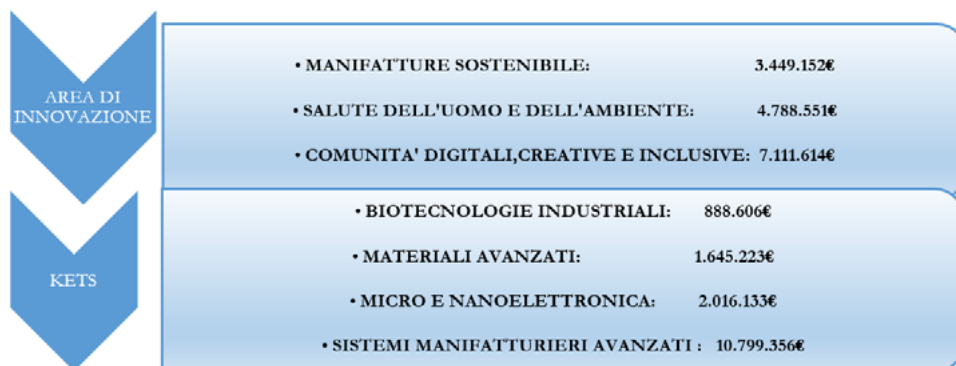 AREA DI
INNOVAZIONE
• MANIFATTURE SOSTENIBILE: 3.449.152€
• SALUTE DELL'UOMO E DELL'AMBIENTE: 4.788.551€
• COMUNITA' DIGITALI,CREATIVE E INCLUSIVE: 7.111.614€
KETS
• BIOTECNOLOGIE INDUSTRIALI: 888.606€
• MATERIALI AVANZATI: 1.645.223€
• MICRO E NANOELETTRONICA: 2.016.133€
• SISTEMI MANIFATTURIERI AVANZATI : 10.799.356€